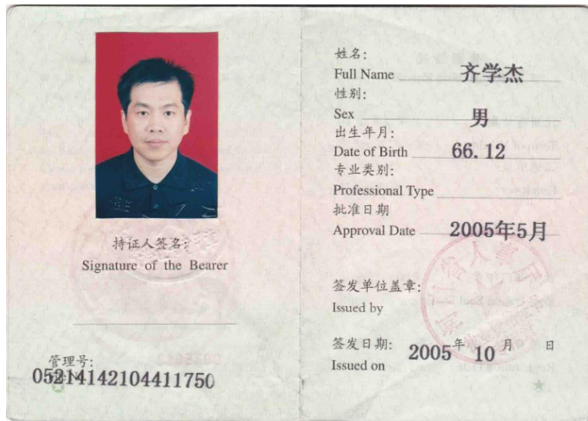 持证人签名:
Signature of the Bearer
管理号:
05214142104411750
姓名:
Full Name 齐学杰
性别:
Sex 男
出生年月:
Date of Birth 66.12
专业类别:
Professional Type
批准日期
Approval Date 2005年5月
签发单位盖章:
Issued by
签发日期: 2005年10月 日
Issued on